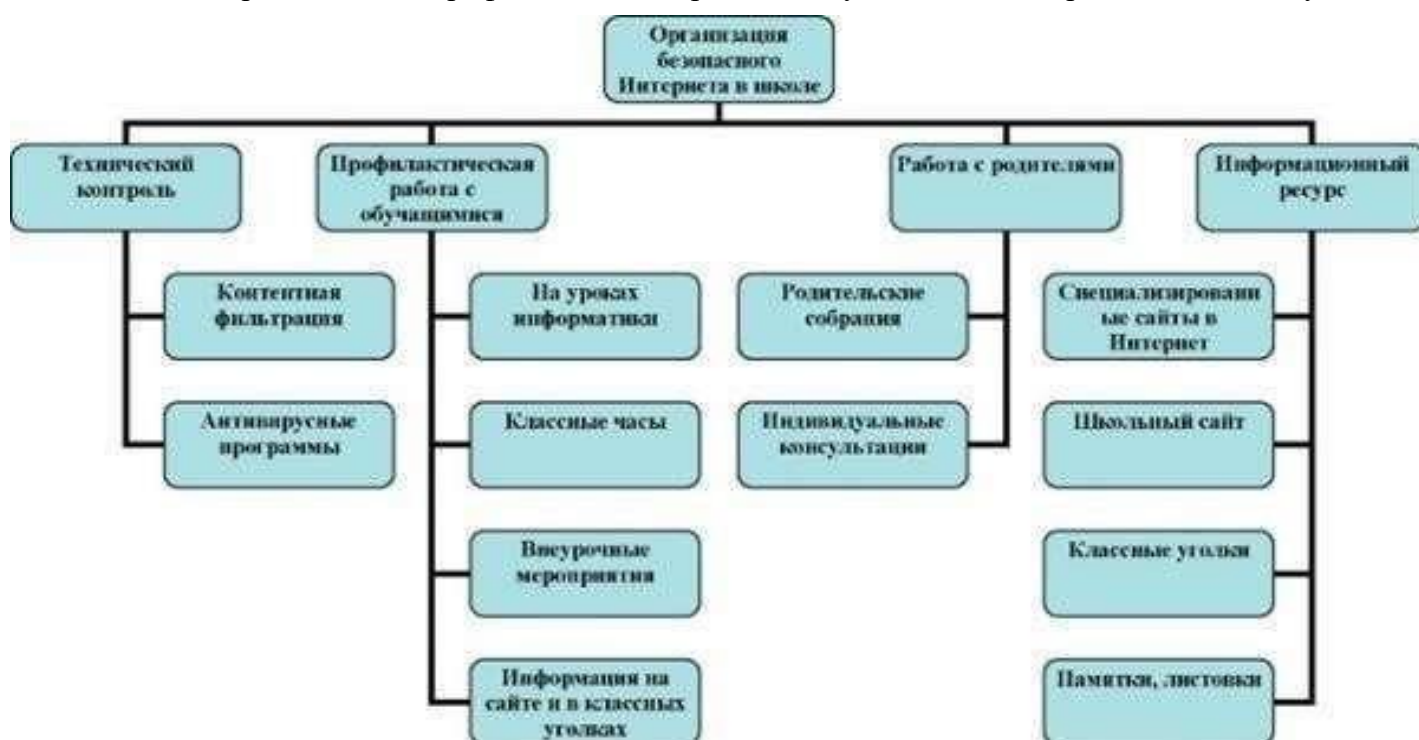 Организация
безопасного
Интернета в школе
Технический
контроль
Профилактическая
работа с
обучащимися
Работа с родителями
Информационный
ресурс
Контентная
фильтрация
На уроках
информатики
Родительские
собрания
Специализированн
ые сайты в
Интернет
Антивирусные
программы
Классные часы
Индивидуальные
консультации
Школьный сайт
Внеурочные
мероприятия
Классные уголки
Информация на
сайте и в классных
уголках
Памятки, листовки